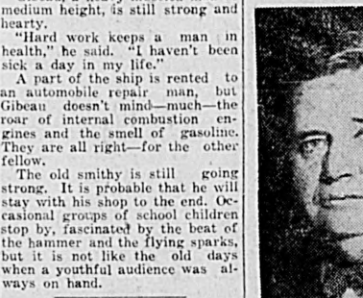 medium height, is still strong and
hearty.
"Hard work keeps a man in
health," he said. "I haven't been
sick a day in my life."
A part of the ship is rented to
an automobile repair man, but
Gibeau doesn't mind—much—the
roar of internal combustion en-
gines and the smell of gasoline.
They are all right—for the other
fellow.
The old smithy is still going
strong. It is probable that he will
stay with his shop to the end. Oc-
casional groups of school children
stop by, fascinated by the beat of
the hammer and the flying sparks,
but it is not like the old days
when a youthful audience was al-
ways on hand.